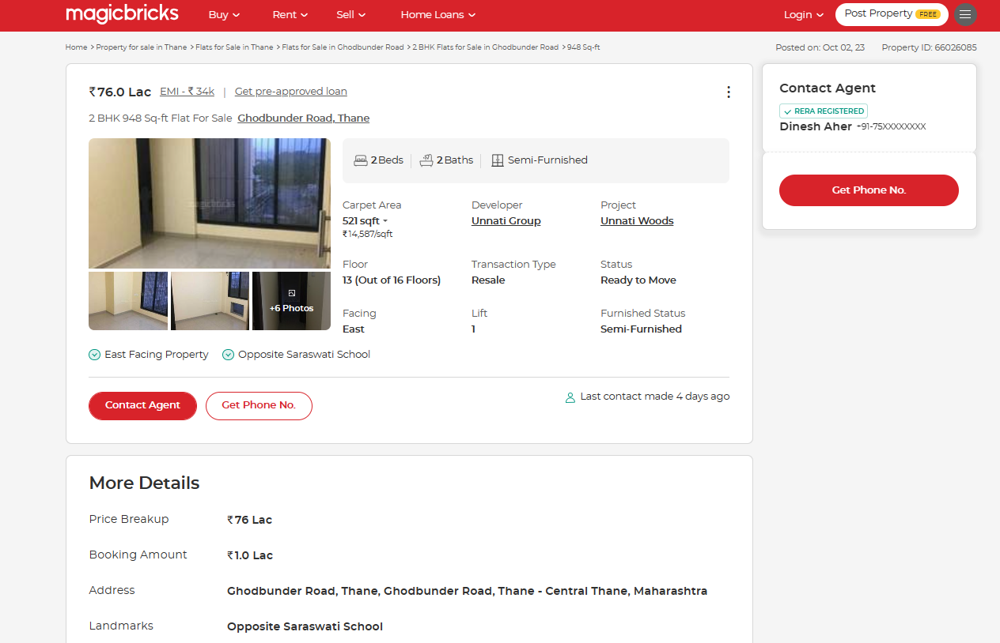 magicbricks
Buy
Rent
Sell
Home Loans
Login
Post Property FREE
Home > Property for sale in Thane > Flats for Sale in Thane > Flats for Sale in Ghodbunder Road > 2 BHK Flats for Sale in Ghodbunder Road > 948 Sq-ft
Posted on: Oct 02, 23 Property ID: 66026085
₹76.0 Lac EMI - ₹ 34k | Get pre-approved loan
2 BHK 948 Sq-ft Flat For Sale Ghodbunder Road, Thane
magicbricks
+6 Photos
2 Beds 2 Baths Semi-Furnished
Carpet Area
521 sqft
₹14,587/sqft
Developer
Unnati Group
Project
Unnati Woods
Floor
13 (Out of 16 Floors)
Transaction Type
Resale
Status
Ready to Move
Facing
East
Lift
1
Furnished Status
Semi-Furnished
East Facing Property Opposite Saraswati School
Contact Agent Get Phone No.
Last contact made 4 days ago
Contact Agent
RERA REGISTERED
Dinesh Aher +91-75XXXXXXXX
Get Phone No.
More Details
Price Breakup ₹76 Lac
Booking Amount ₹1.0 Lac
Address Ghodbunder Road, Thane, Ghodbunder Road, Thane - Central Thane, Maharashtra
Landmarks Opposite Saraswati School